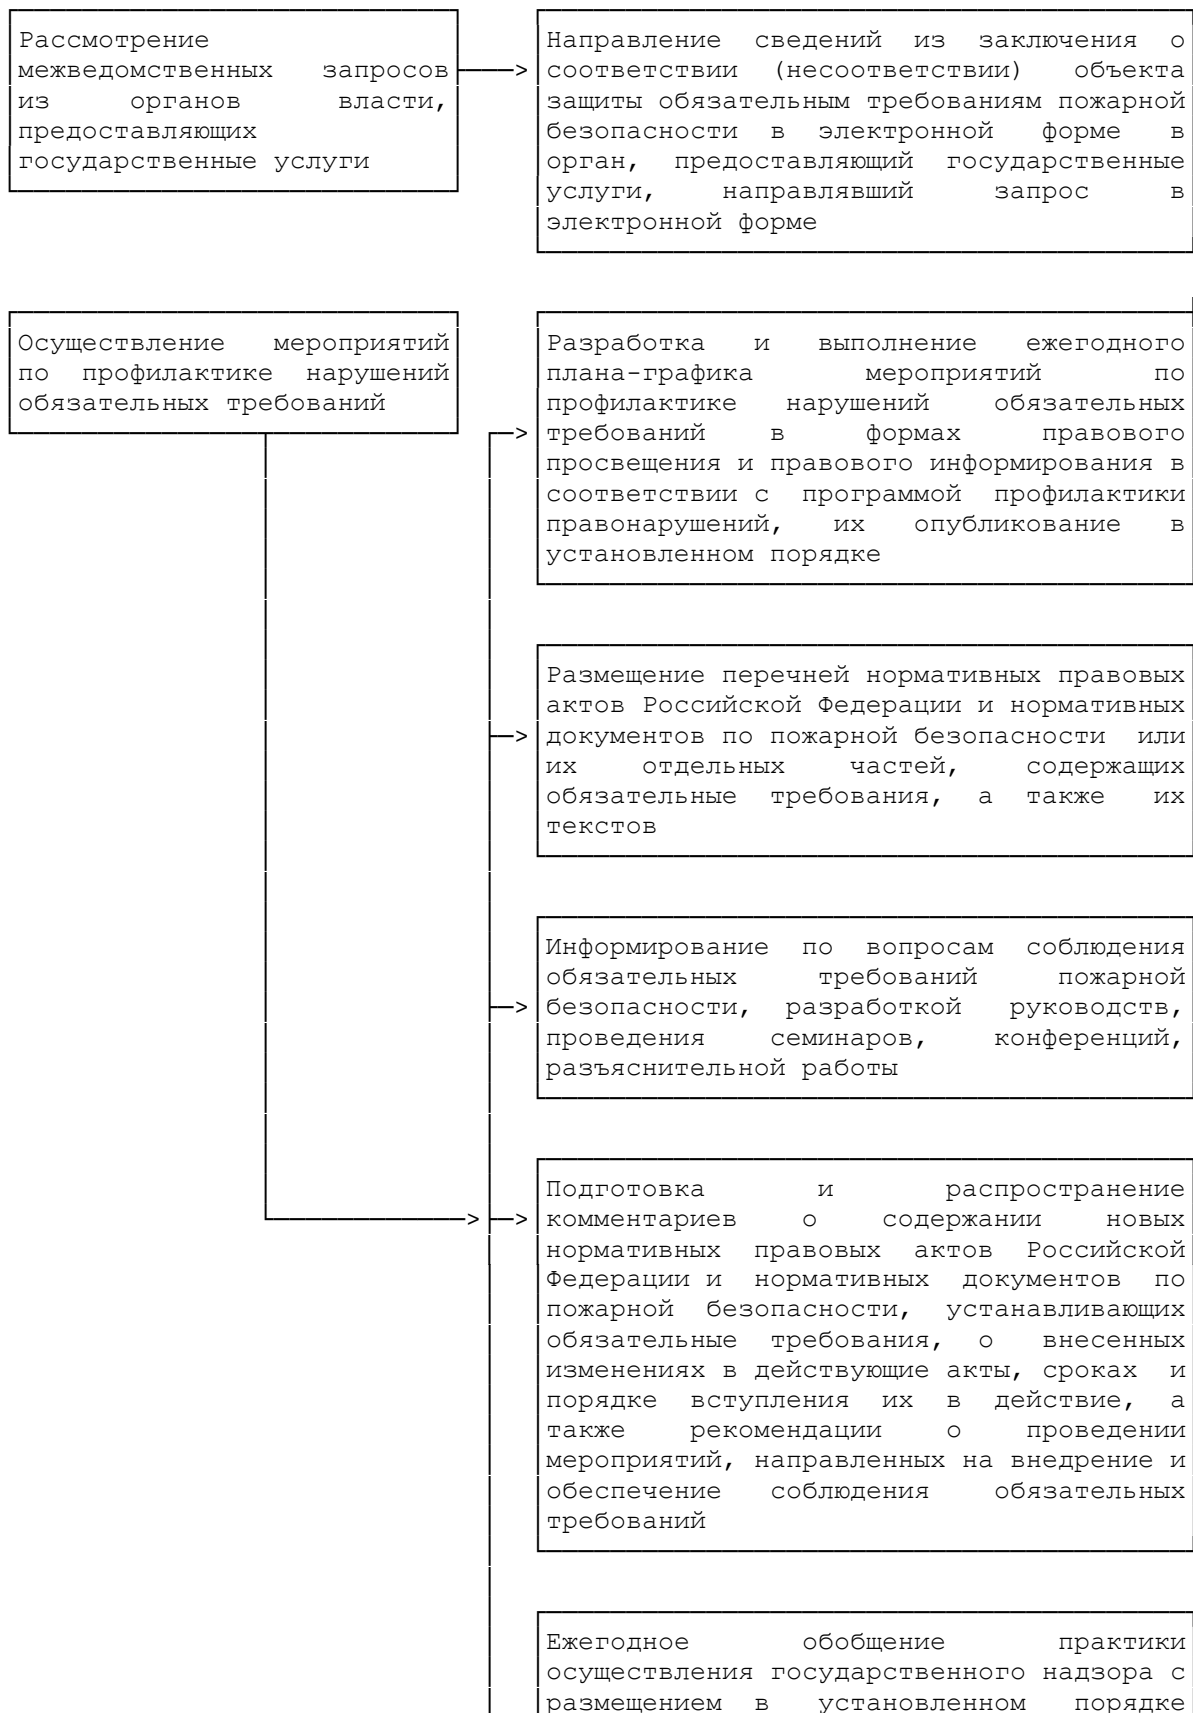 Рассмотрение
межведомственных запросов
из органов власти,
предоставляющих
государственные услуги
Направление сведений из заключения о
соответствии (несоответствии) объекта
защиты обязательным требованиям пожарной
безопасности в электронной форме в
орган, предоставляющий государственные
услуги, направлявший запрос в
электронной форме
Осуществление мероприятий
по профилактике нарушений
обязательных требований
Разработка и выполнение ежегодного
плана-графика мероприятий по
профилактике нарушений обязательных
требований в формах правового
просвещения и правового информирования в
соответствии с программой профилактики
правонарушений, их опубликование в
установленном порядке
Размещение перечней нормативных правовых
актов Российской Федерации и нормативных
документов по пожарной безопасности или
их отдельных частей, содержащих
обязательные требования, а также их
текстов
Информирование по вопросам соблюдения
обязательных требований пожарной
безопасности, разработкой руководств,
проведения семинаров, конференций,
разъяснительной работы
Подготовка и распространение
комментариев о содержании новых
нормативных правовых актов Российской
Федерации и нормативных документов по
пожарной безопасности, устанавливающих
обязательные требования, о внесенных
изменениях в действующие акты, сроках и
порядке вступления их в действие, а
также рекомендации о проведении
мероприятий, направленных на внедрение и
обеспечение соблюдения обязательных
требований
Ежегодное обобщение практики
осуществления государственного надзора с
размещением в установленном порядке